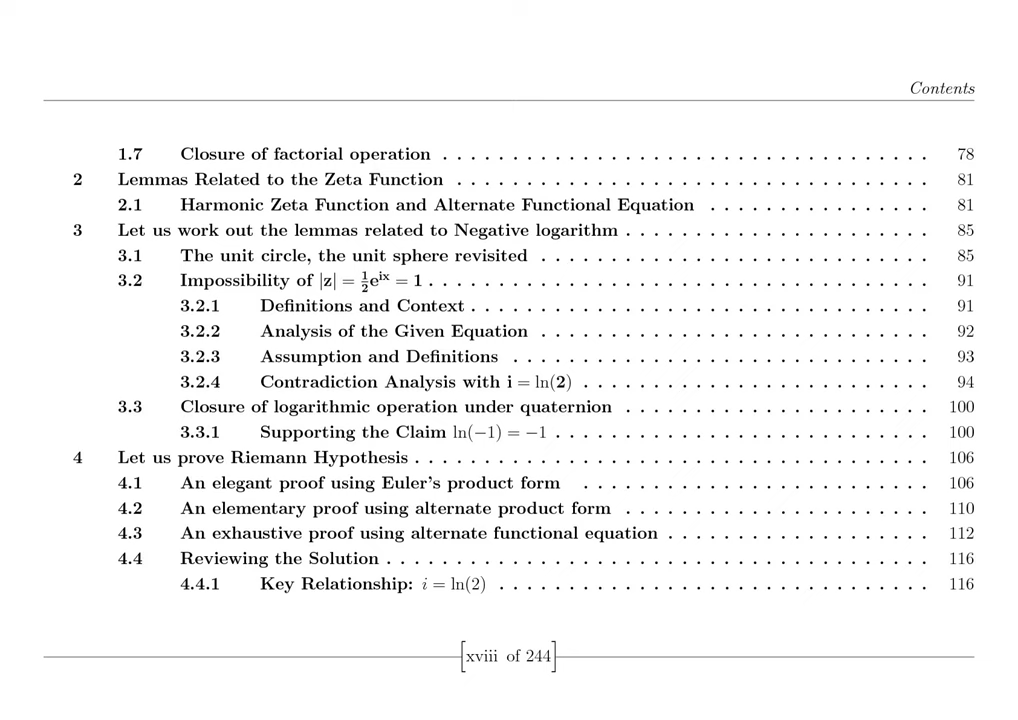 Contents
1.7 Closure of factorial operation . . . . . . . . . . . . . . . . . . . . . . . . . . . . . . . . . . . 78
2 Lemmas Related to the Zeta Function . . . . . . . . . . . . . . . . . . . . . . . . . . . . . . . . . . 81
2.1 Harmonic Zeta Function and Alternate Functional Equation . . . . . . . . . . . . . . . . 81
3 Let us work out the lemmas related to Negative logarithm . . . . . . . . . . . . . . . . . . . . . . 85
3.1 The unit circle, the unit sphere revisited . . . . . . . . . . . . . . . . . . . . . . . . . . . . 85
3.2 Impossibility of |z| = ½e^{ix} = 1 . . . . . . . . . . . . . . . . . . . . . . . . . . . . . . . . . . . . 91
3.2.1 Definitions and Context . . . . . . . . . . . . . . . . . . . . . . . . . . . . . . . . . 91
3.2.2 Analysis of the Given Equation . . . . . . . . . . . . . . . . . . . . . . . . . . . . 92
3.2.3 Assumption and Definitions . . . . . . . . . . . . . . . . . . . . . . . . . . . . . . 93
3.2.4 Contradiction Analysis with i = ln(2) . . . . . . . . . . . . . . . . . . . . . . . . . 94
3.3 Closure of logarithmic operation under quaternion . . . . . . . . . . . . . . . . . . . . . . 100
3.3.1 Supporting the Claim ln(−1) = −1 . . . . . . . . . . . . . . . . . . . . . . . . . . . 100
4 Let us prove Riemann Hypothesis . . . . . . . . . . . . . . . . . . . . . . . . . . . . . . . . . . . . . 106
4.1 An elegant proof using Euler's product form . . . . . . . . . . . . . . . . . . . . . . . . . 106
4.2 An elementary proof using alternate product form . . . . . . . . . . . . . . . . . . . . . . 110
4.3 An exhaustive proof using alternate functional equation . . . . . . . . . . . . . . . . . . . 112
4.4 Reviewing the Solution . . . . . . . . . . . . . . . . . . . . . . . . . . . . . . . . . . . . . . . 116
4.4.1 Key Relationship: i = ln(2) . . . . . . . . . . . . . . . . . . . . . . . . . . . . . . . 116
[xviii of 244]